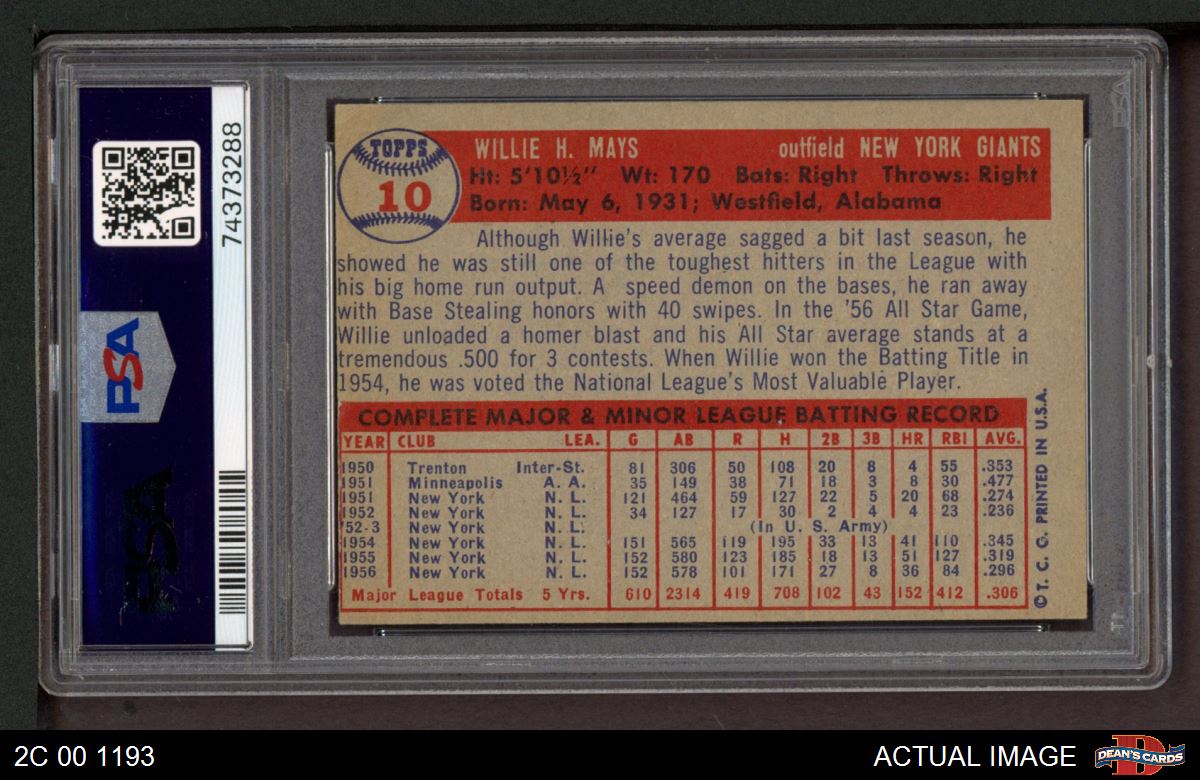 74373288
PSA
PSA
TOPPS
10
WILLIE H. MAYS outfield NEW YORK GIANTS
Ht: 5'10½" Wt: 170 Bats: Right Throws: Right
Born: May 6, 1931; Westfield, Alabama
Although Willie's average sagged a bit last season, he
showed he was still one of the toughest hitters in the League with
his big home run output. A speed demon on the bases, he ran away
with Base Stealing honors with 40 swipes. In the '56 All Star Game,
Willie unloaded a homer blast and his All Star average stands at a
tremendous .500 for 3 contests. When Willie won the Batting Title in
1954, he was voted the National League's Most Valuable Player.
COMPLETE MAJOR & MINOR LEAGUE BATTING RECORD
YEAR CLUB LEA. G AB R H 2B 3B HR RBI AVG.
1950 Trenton Inter-St. 81 306 50 108 20 8 4 55 .353
1951 Minneapolis A. A. 35 149 38 71 18 3 8 30 .477
1951 New York N. L. 121 464 59 127 22 5 20 68 .274
1952 New York N. L. 34 127 17 30 2 4 4 23 .236
'52-3 New York N. L. (In U. S. Army)
1954 New York N. L. 151 565 119 195 33 13 41 110 .345
1955 New York N. L. 152 580 123 185 18 13 51 127 .319
1956 New York N. L. 152 578 101 171 27 8 36 84 .296
Major League Totals 5 Yrs. 610 2314 419 708 102 43 152 412 .306
© T. C. G. PRINTED IN U.S.A.
PSA
2C 00 1193
ACTUAL IMAGE
D
DEAN'S CARDS